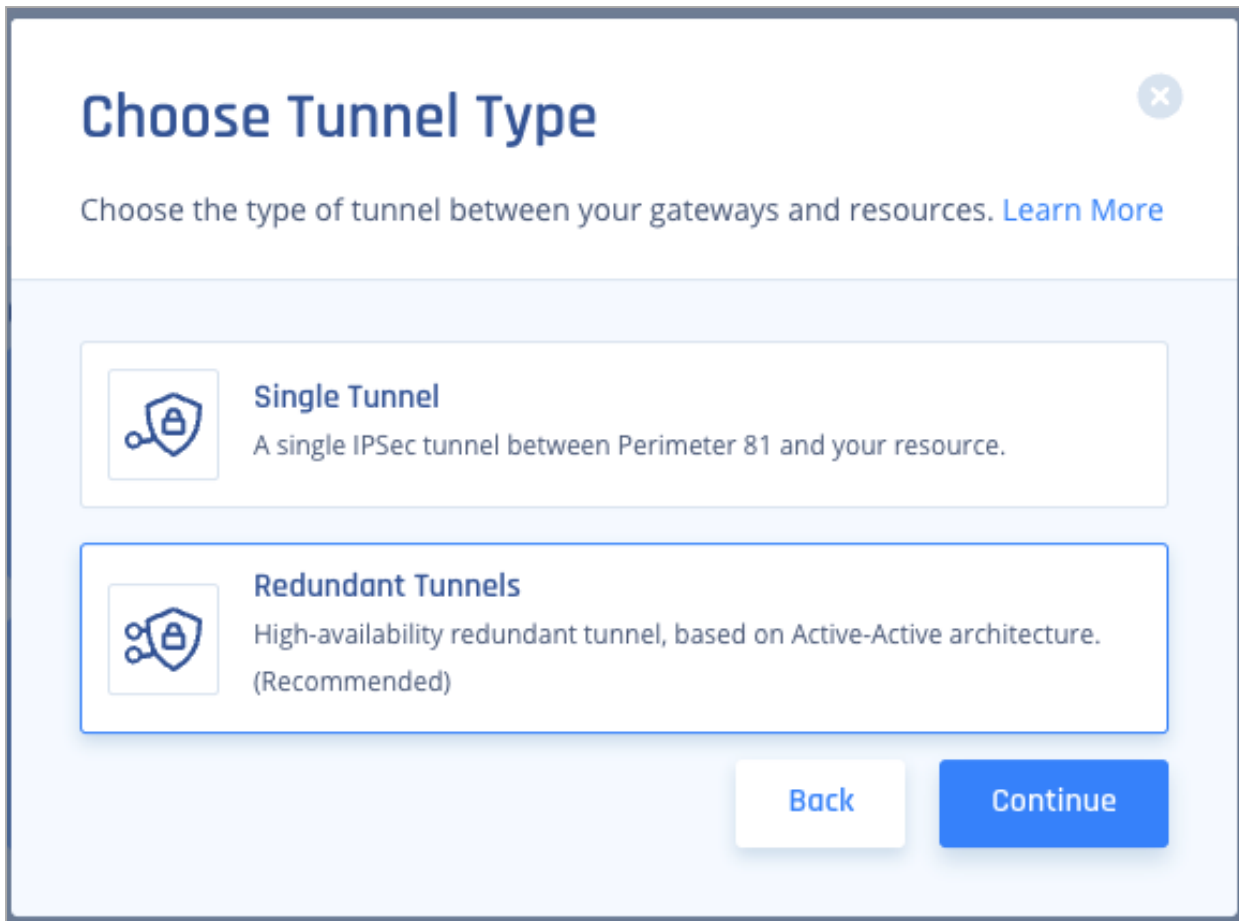 Choose Tunnel Type
Choose the type of tunnel between your gateways and resources. Learn More
Single Tunnel
A single IPSec tunnel between Perimeter 81 and your resource.
Redundant Tunnels
High-availability redundant tunnel, based on Active-Active architecture.
(Recommended)
Back
Continue